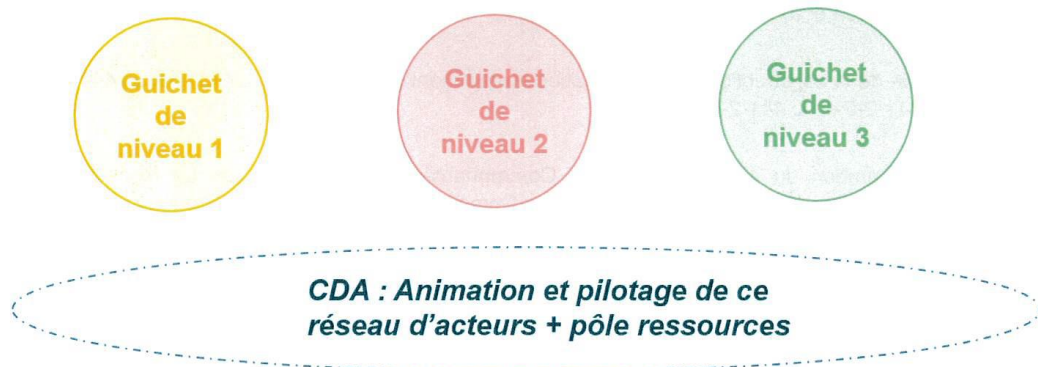 Guichet
de
niveau 1
Guichet
de
niveau 2
Guichet
de
niveau 3
CDA : Animation et pilotage de ce
réseau d'acteurs + pôle ressources